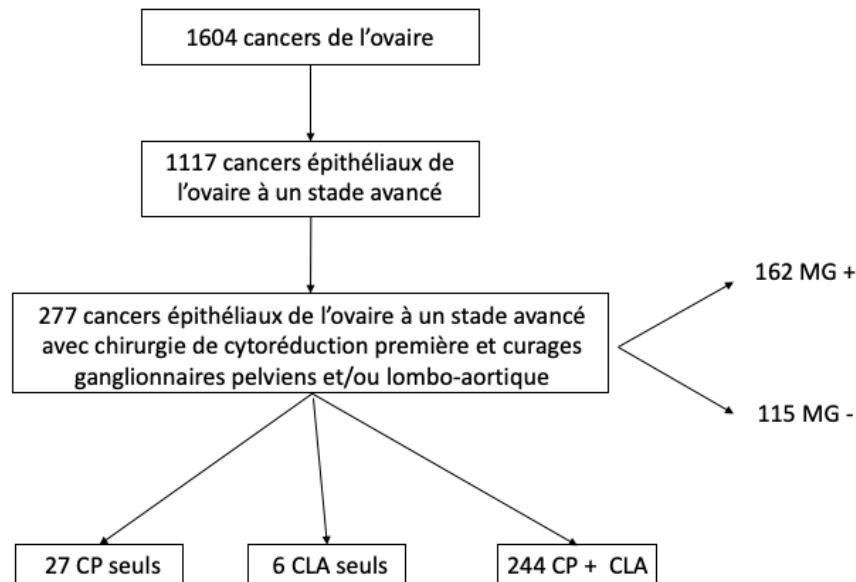 1604 cancers de l’ovaire
1117 cancers épithéliaux de
l’ovaire à un stade avancé
162 MG +
277 cancers épithéliaux de l’ovaire à un stade avancé
avec chirurgie de cytoréduction première et curages
ganglionnaires pelviens et/ou lombo-aortique
115 MG -
27 CP seuls
6 CLA seuls
244 CP + CLA